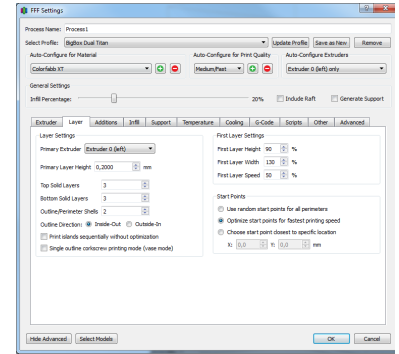 FFF Settings
Process Name: Process1
Select Profile: BigBox Dual Titan Update Profile Save as New Remove
Auto-Configure for Material Auto-Configure for Print Quality Auto-Configure Extruders
Colorfabb XT Medium/Fast Extruder 0 (left) only
General Settings
Infill Percentage: 20% Include Raft Generate Support
Extruder Layer Additions Infill Support Temperature Cooling G-Code Scripts Other Advanced
Layer Settings First Layer Settings
Primary Extruder Extruder 0 (left) First Layer Height 90 %
Primary Layer Height 0,2000 mm First Layer Width 130 %
Top Solid Layers 3 First Layer Speed 50 %
Bottom Solid Layers 3 Start Points
Outline/Perimeter Shells 2 Use random start points for all perimeters
Outline Direction: Inside-Out Outside-In Optimize start points for fastest printing speed
Print islands sequentially without optimization Choose start point closest to specific location
Single outline corkscrew printing mode (vase mode) X: 0,0 Y: 0,0 mm
Hide Advanced Select Models OK Cancel